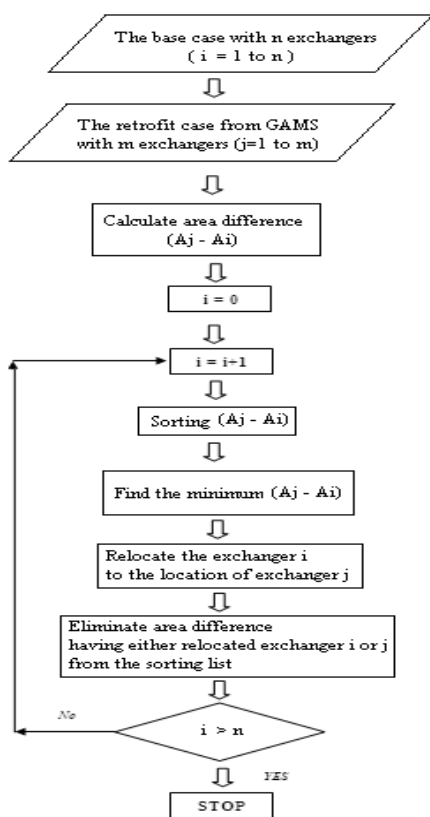 The base case with n exchangers
( i = 1 to n )
The retrofit case from GAMS
with m exchangers (j=1 to m)
Calculate area difference
(Aj - Ai)
i = 0
i = i+1
Sorting (Aj - Ai)
Find the minimum (Aj - Ai)
Relocate the exchanger i
to the location of exchanger j
Eliminate area difference
having either relocated exchanger i or j
from the sorting list
No
i > n
YES
STOP